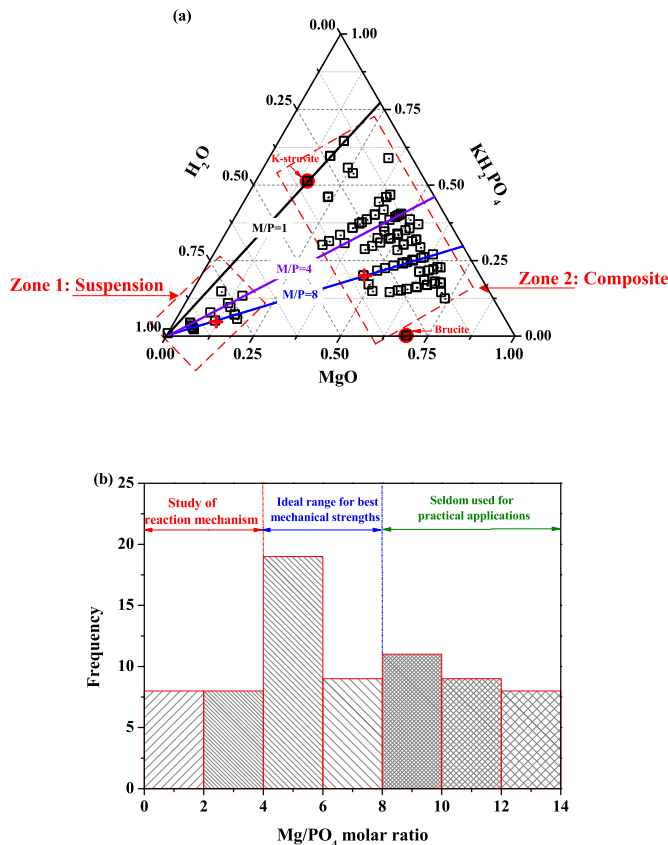 (a)
0.00
1.00
0.25
0.75
H₂O
KH₂PO₄
K-struvite
0.50
0.50
M/P=1
0.75
M/P=4
0.25
Zone 1: Suspension
M/P=8
Zone 2: Composite
1.00
Brucite
0.00
0.00
0.25
0.50
0.75
1.00
MgO
(b)
25
Study of
reaction mechanism
Ideal range for best
mechanical strengths
Seldom used for
practical applications
20
15
10
5
0
Frequency
0
2
4
6
8
10
12
14
Mg/PO₄ molar ratio